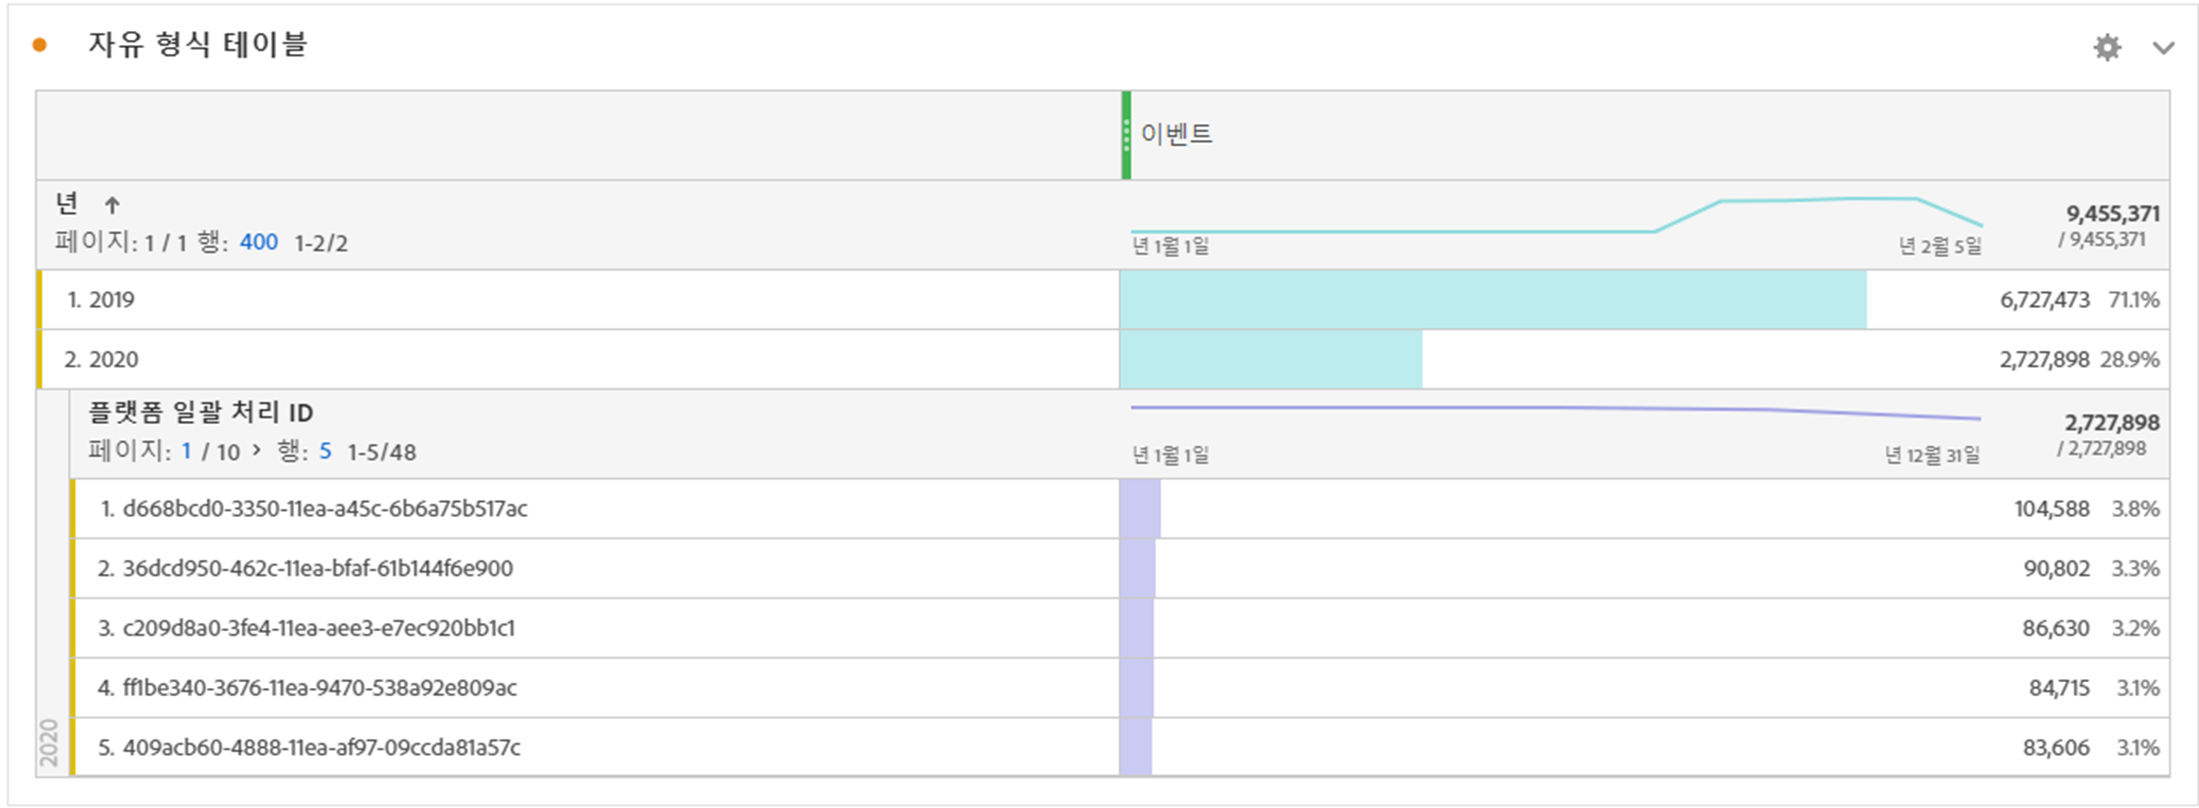 자유 형식 테이블
이벤트
년
페이지: 1 / 1 행: 400 1-2/2
년 1월 1일
년 2월 5일
9,455,371
/ 9,455,371
1. 2019
6,727,473 71.1%
2. 2020
2,727,898 28.9%
플랫폼 일괄 처리 ID
페이지: 1 / 10 > 행: 5 1-5/48
년 1월 1일
년 12월 31일
2,727,898
/ 2,727,898
1. d668bcd0-3350-11ea-a45c-6b6a75b517ac
104,588 3.8%
2. 36dcd950-462c-11ea-bfaf-61b144f6e900
90,802 3.3%
3. c209d8a0-3fe4-11ea-aee3-e7ec920bb1c1
86,630 3.2%
4. ff1be340-3676-11ea-9470-538a92e809ac
84,715 3.1%
5. 409acb60-4888-11ea-af97-09ccda81a57c
83,606 3.1%
2020